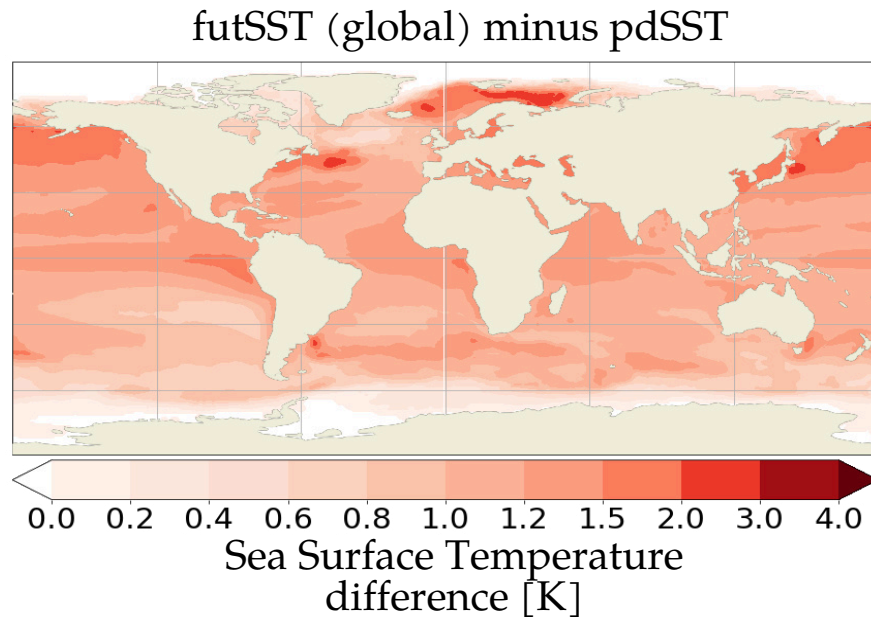 futSST (global) minus pdSST
0.0 0.2 0.4 0.6 0.8 1.0 1.2 1.5 2.0 3.0 4.0
Sea Surface Temperature
difference [K]